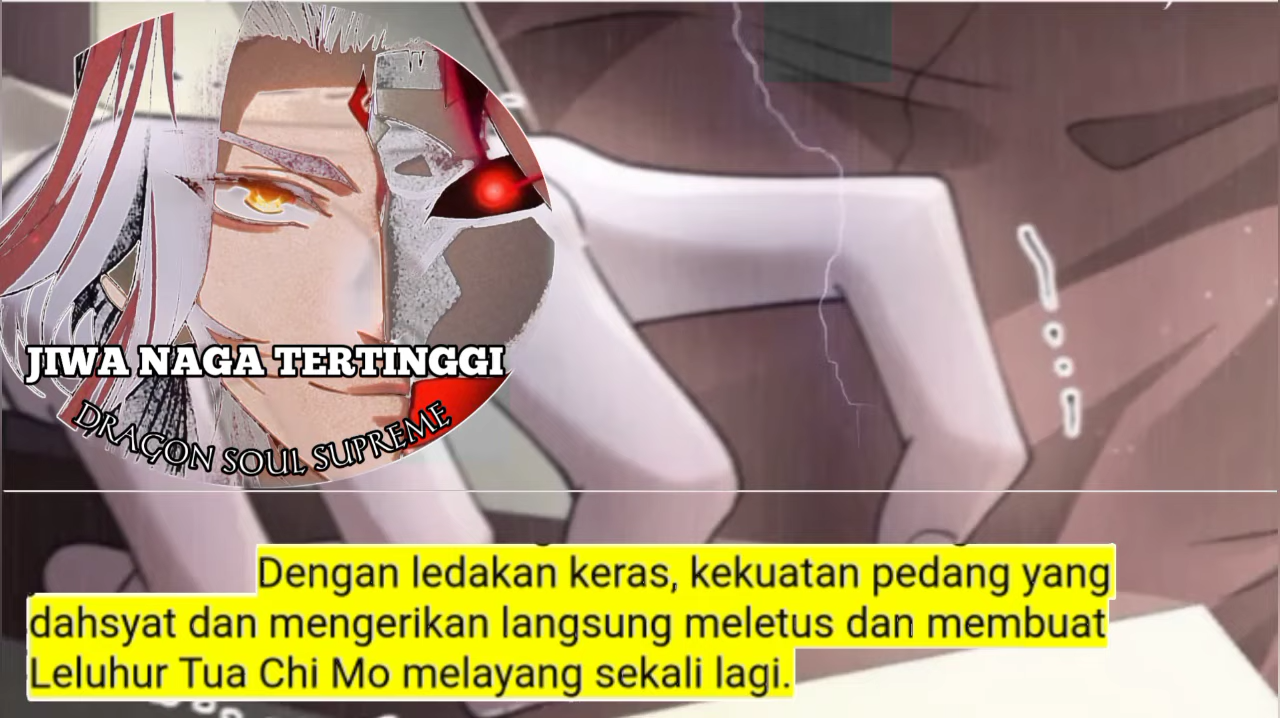 JIWA NAGA TERTINGGI
DRAGON SOUL SUPREME
Dengan ledakan keras, kekuatan pedang yang
dahsyat dan mengerikan langsung meletus dan membuat
Leluhur Tua Chi Mo melayang sekali lagi.